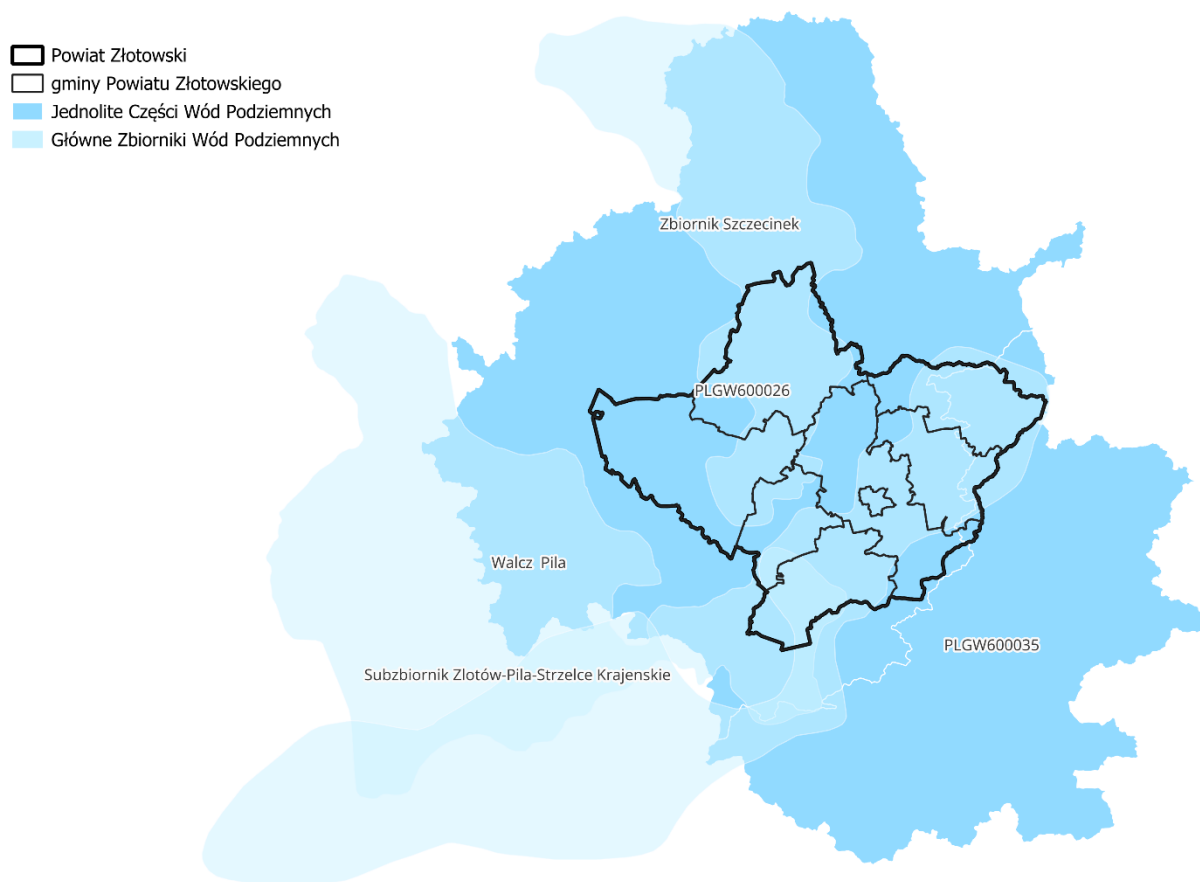 Powiat Złotowski
gminy Powiatu Złotowskiego
Jednolite Części Wód Podziemnych
Główne Zbiorniki Wód Podziemnych
Zbiornik Szczecinek
PLGW600026
Walcz Pila
PLGW600035
Subzbiornik Zlotów-Pila-Strzelce Krajenskie